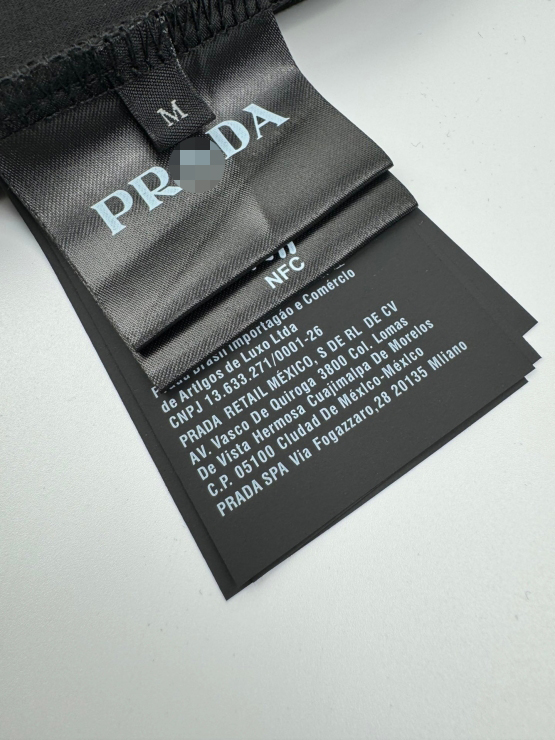 M
PR DA
NFC
Brasil Importação e Comércio
de Artigos de Luxo Ltda
CNPJ 13.633.271/0001-26
PRADA RETAIL MÉXICO, S DE RL. DE CV
AV. Vasco De Quiroga 3800 Col. Lomas
De Vista Hermosa Cuajimalpa De Morelos
C.P. 05100 Ciudad De México-México
PRADA SPA Via Fogazzaro,28 20135 Milano